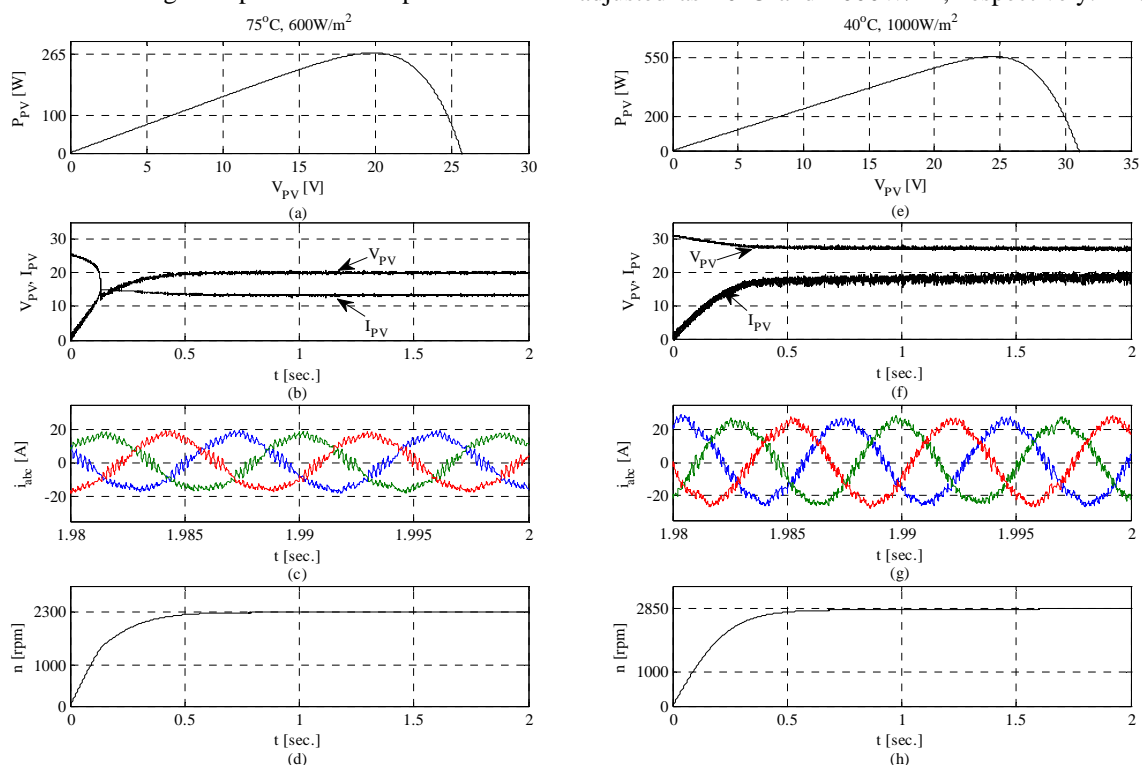 75°C, 600W/m²
265
100
0
P_PV [W]
0 5 10 15 20 25 30
V_PV [V]
(a)
30
20
10
0
V_PV, I_PV
V_PV
I_PV
0 0.5 1 1.5 2
t [sec.]
(b)
20
0
-20
i_abc [A]
1.98 1.985 1.99 1.995 2
t [sec.]
(c)
2300
1000
0
n [rpm]
0 0.5 1 1.5 2
t [sec.]
(d)
40°C, 1000W/m²
550
200
0
P_PV [W]
0 5 10 15 20 25 30 35
V_PV [V]
(e)
30
20
10
0
V_PV, I_PV
V_PV
I_PV
0 0.5 1 1.5 2
t [sec.]
(f)
20
0
-20
i_abc [A]
1.98 1.985 1.99 1.995 2
t [sec.]
(g)
2850
1000
0
n [rpm]
0 0.5 1 1.5 2
t [sec.]
(h)